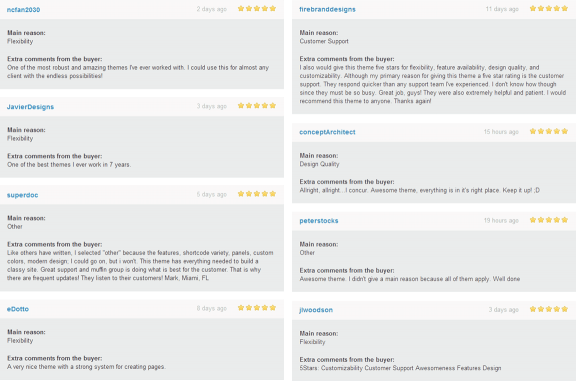 ncfan2030 2 days ago
Main reason:
Flexibility
Extra comments from the buyer:
One of the most robust and amazing themes I've ever worked with. I could use this for almost any
client with the endless possibilities!
JavierDesigns 3 days ago
Main reason:
Flexibility
Extra comments from the buyer:
One of the best themes I ever work in 7 years.
superdoc 5 days ago
Main reason:
Other
Extra comments from the buyer:
Like others have written, I selected "other" because the features, shortcode variety, panels, custom
colors, modern design, I could go on, but i won't. This theme has everything needed to build a
classy site. Great support and muffin group is doing what is best for the customer. That is why
there are frequent updates! They listen to their customers! Mark, Miami, FL
eDotto 9 days ago
Main reason:
Flexibility
Extra comments from the buyer:
A very nice theme with a strong system for creating pages.
firebranddesigns 11 days ago
Main reason:
Customer Support
Extra comments from the buyer:
I also would give this theme five stars for flexibility, feature availability, design quality, and
customizability. Although my primary reason for giving this theme a five star rating is the customer
support. They respond quicker than any support team I've experienced. I don't know how though
since they must be so busy. Great job, guys! They were also extremely helpful and patient. I would
recommend this theme to anyone. Thanks again!
conceptArchitect 15 hours ago
Main reason:
Design Quality
Extra comments from the buyer:
Allright, allright...I concur. Awesome theme, everything is in it's right place. Keep it up! ;D
peterstocks 19 hours ago
Main reason:
Other
Extra comments from the buyer:
Awesome theme. I didn't give a main reason because all of them apply. Well done
jlwoodson 3 days ago
Main reason:
Flexibility
Extra comments from the buyer:
5Stars: Customizability Customer Support Awesomeness Features Design